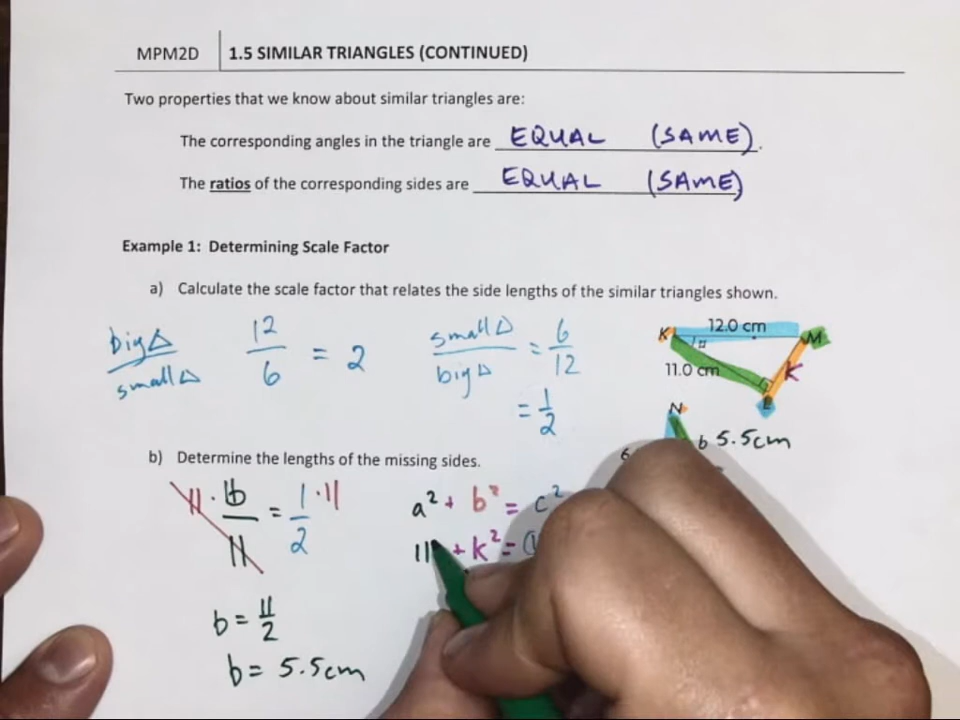 MPM2D 1.5 SIMILAR TRIANGLES (CONTINUED)
Two properties that we know about similar triangles are:
The corresponding angles in the triangle are EQUAL (SAME).
The ratios of the corresponding sides are EQUAL (SAME)
Example 1: Determining Scale Factor
a) Calculate the scale factor that relates the side lengths of the similar triangles shown.
big Δ / small Δ 12/6 = 2
small Δ / big Δ = 6/12
= 1/2
K 12.0 cm M
11.0 cm K
L
N
6 b 5.5cm
b) Determine the lengths of the missing sides.
11 · b/11 = 1/2 · 11
b = 11/2
b = 5.5cm
a² + b² = c²
11 + k² = (1